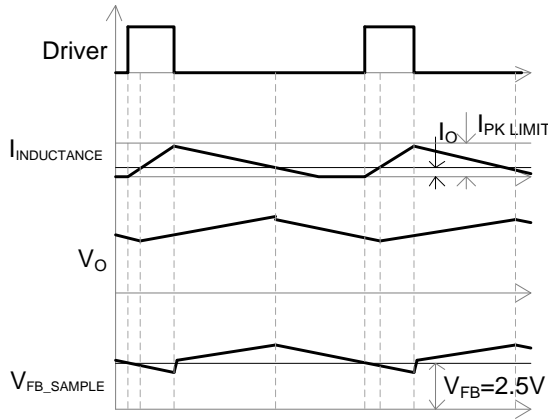 Driver
I_INDUCTANCE
I_O
I_PK LIMIT
V_O
V_FB_SAMPLE
V_FB=2.5V